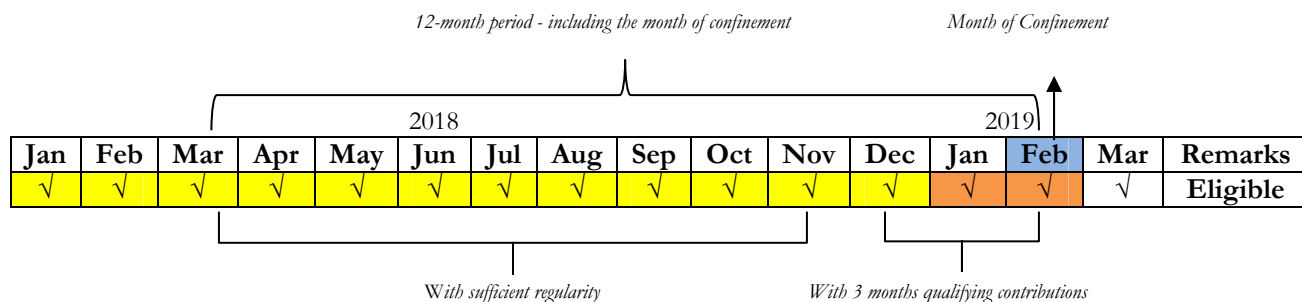 12-month period - including the month of confinement Month of Confinement
2018 2019
Jan Feb Mar Apr May Jun Jul Aug Sep Oct Nov Dec Jan Feb Mar Remarks
√ √ √ √ √ √ √ √ √ √ √ √ √ √ √ Eligible
With sufficient regularity With 3 months qualifying contributions